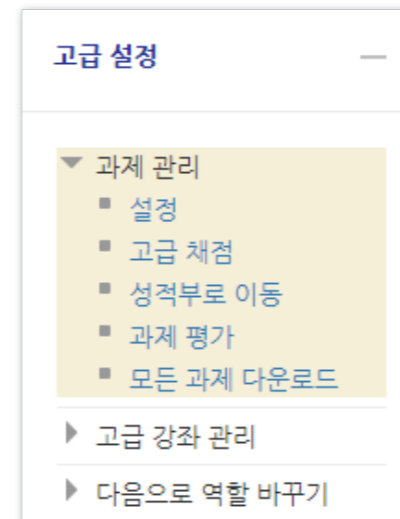 고급 설정
과제 관리
설정
고급 채점
성적부로 이동
과제 평가
모든 과제 다운로드
고급 강좌 관리
다음으로 역할 바꾸기